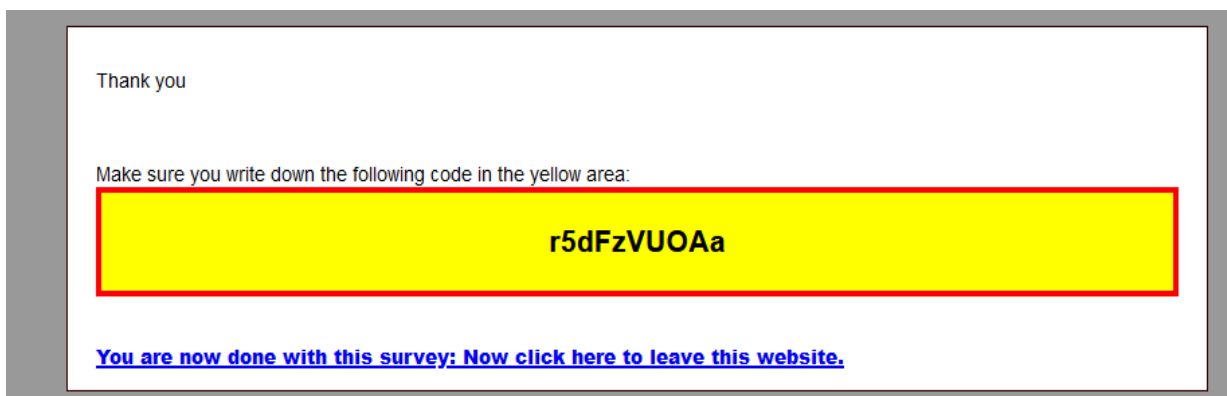 Thank you
Make sure you write down the following code in the yellow area:
r5dFzVUOAa
You are now done with this survey: Now click here to leave this website.